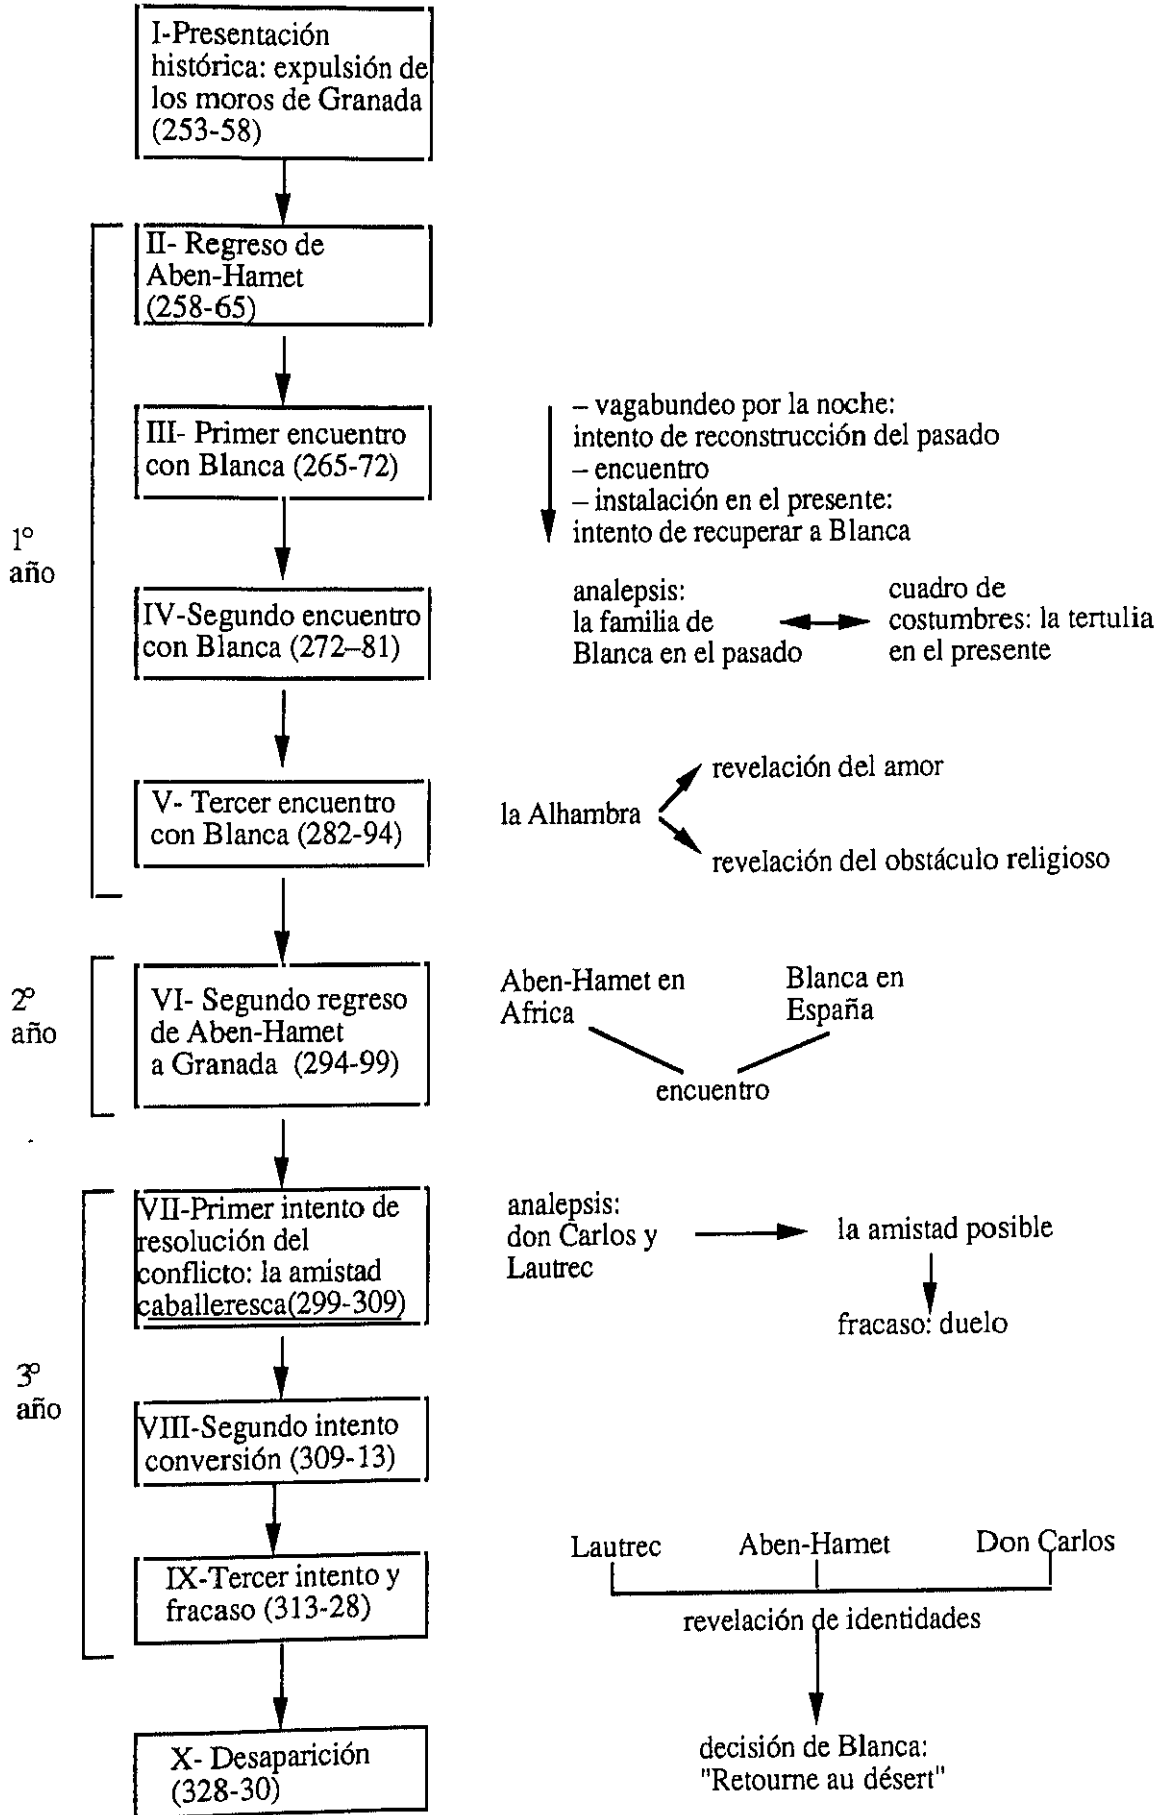 I-Presentación
histórica: expulsión de
los moros de Granada
(253-58)
1º
año
II- Regreso de
Aben-Hamet
(258-65)
III- Primer encuentro
con Blanca (265-72)
– vagabundeo por la noche:
intento de reconstrucción del pasado
– encuentro
– instalación en el presente:
intento de recuperar a Blanca
IV-Segundo encuentro
con Blanca (272–81)
analepsis:
la familia de
Blanca en el pasado
cuadro de
costumbres: la tertulia
en el presente
V- Tercer encuentro
con Blanca (282-94)
la Alhambra
revelación del amor
revelación del obstáculo religioso
2º
año
VI- Segundo regreso
de Aben-Hamet
a Granada (294-99)
Aben-Hamet en
Africa
Blanca en
España
encuentro
3º
año
VII-Primer intento de
resolución del
conflicto: la amistad
caballeresca(299-309)
analepsis:
don Carlos y
Lautrec
la amistad posible
fracaso: duelo
VIII-Segundo intento
conversión (309-13)
IX-Tercer intento y
fracaso (313-28)
Lautrec
Aben-Hamet
Don Carlos
revelación de identidades
decisión de Blanca:
"Retourne au désert"
X- Desaparición
(328-30)